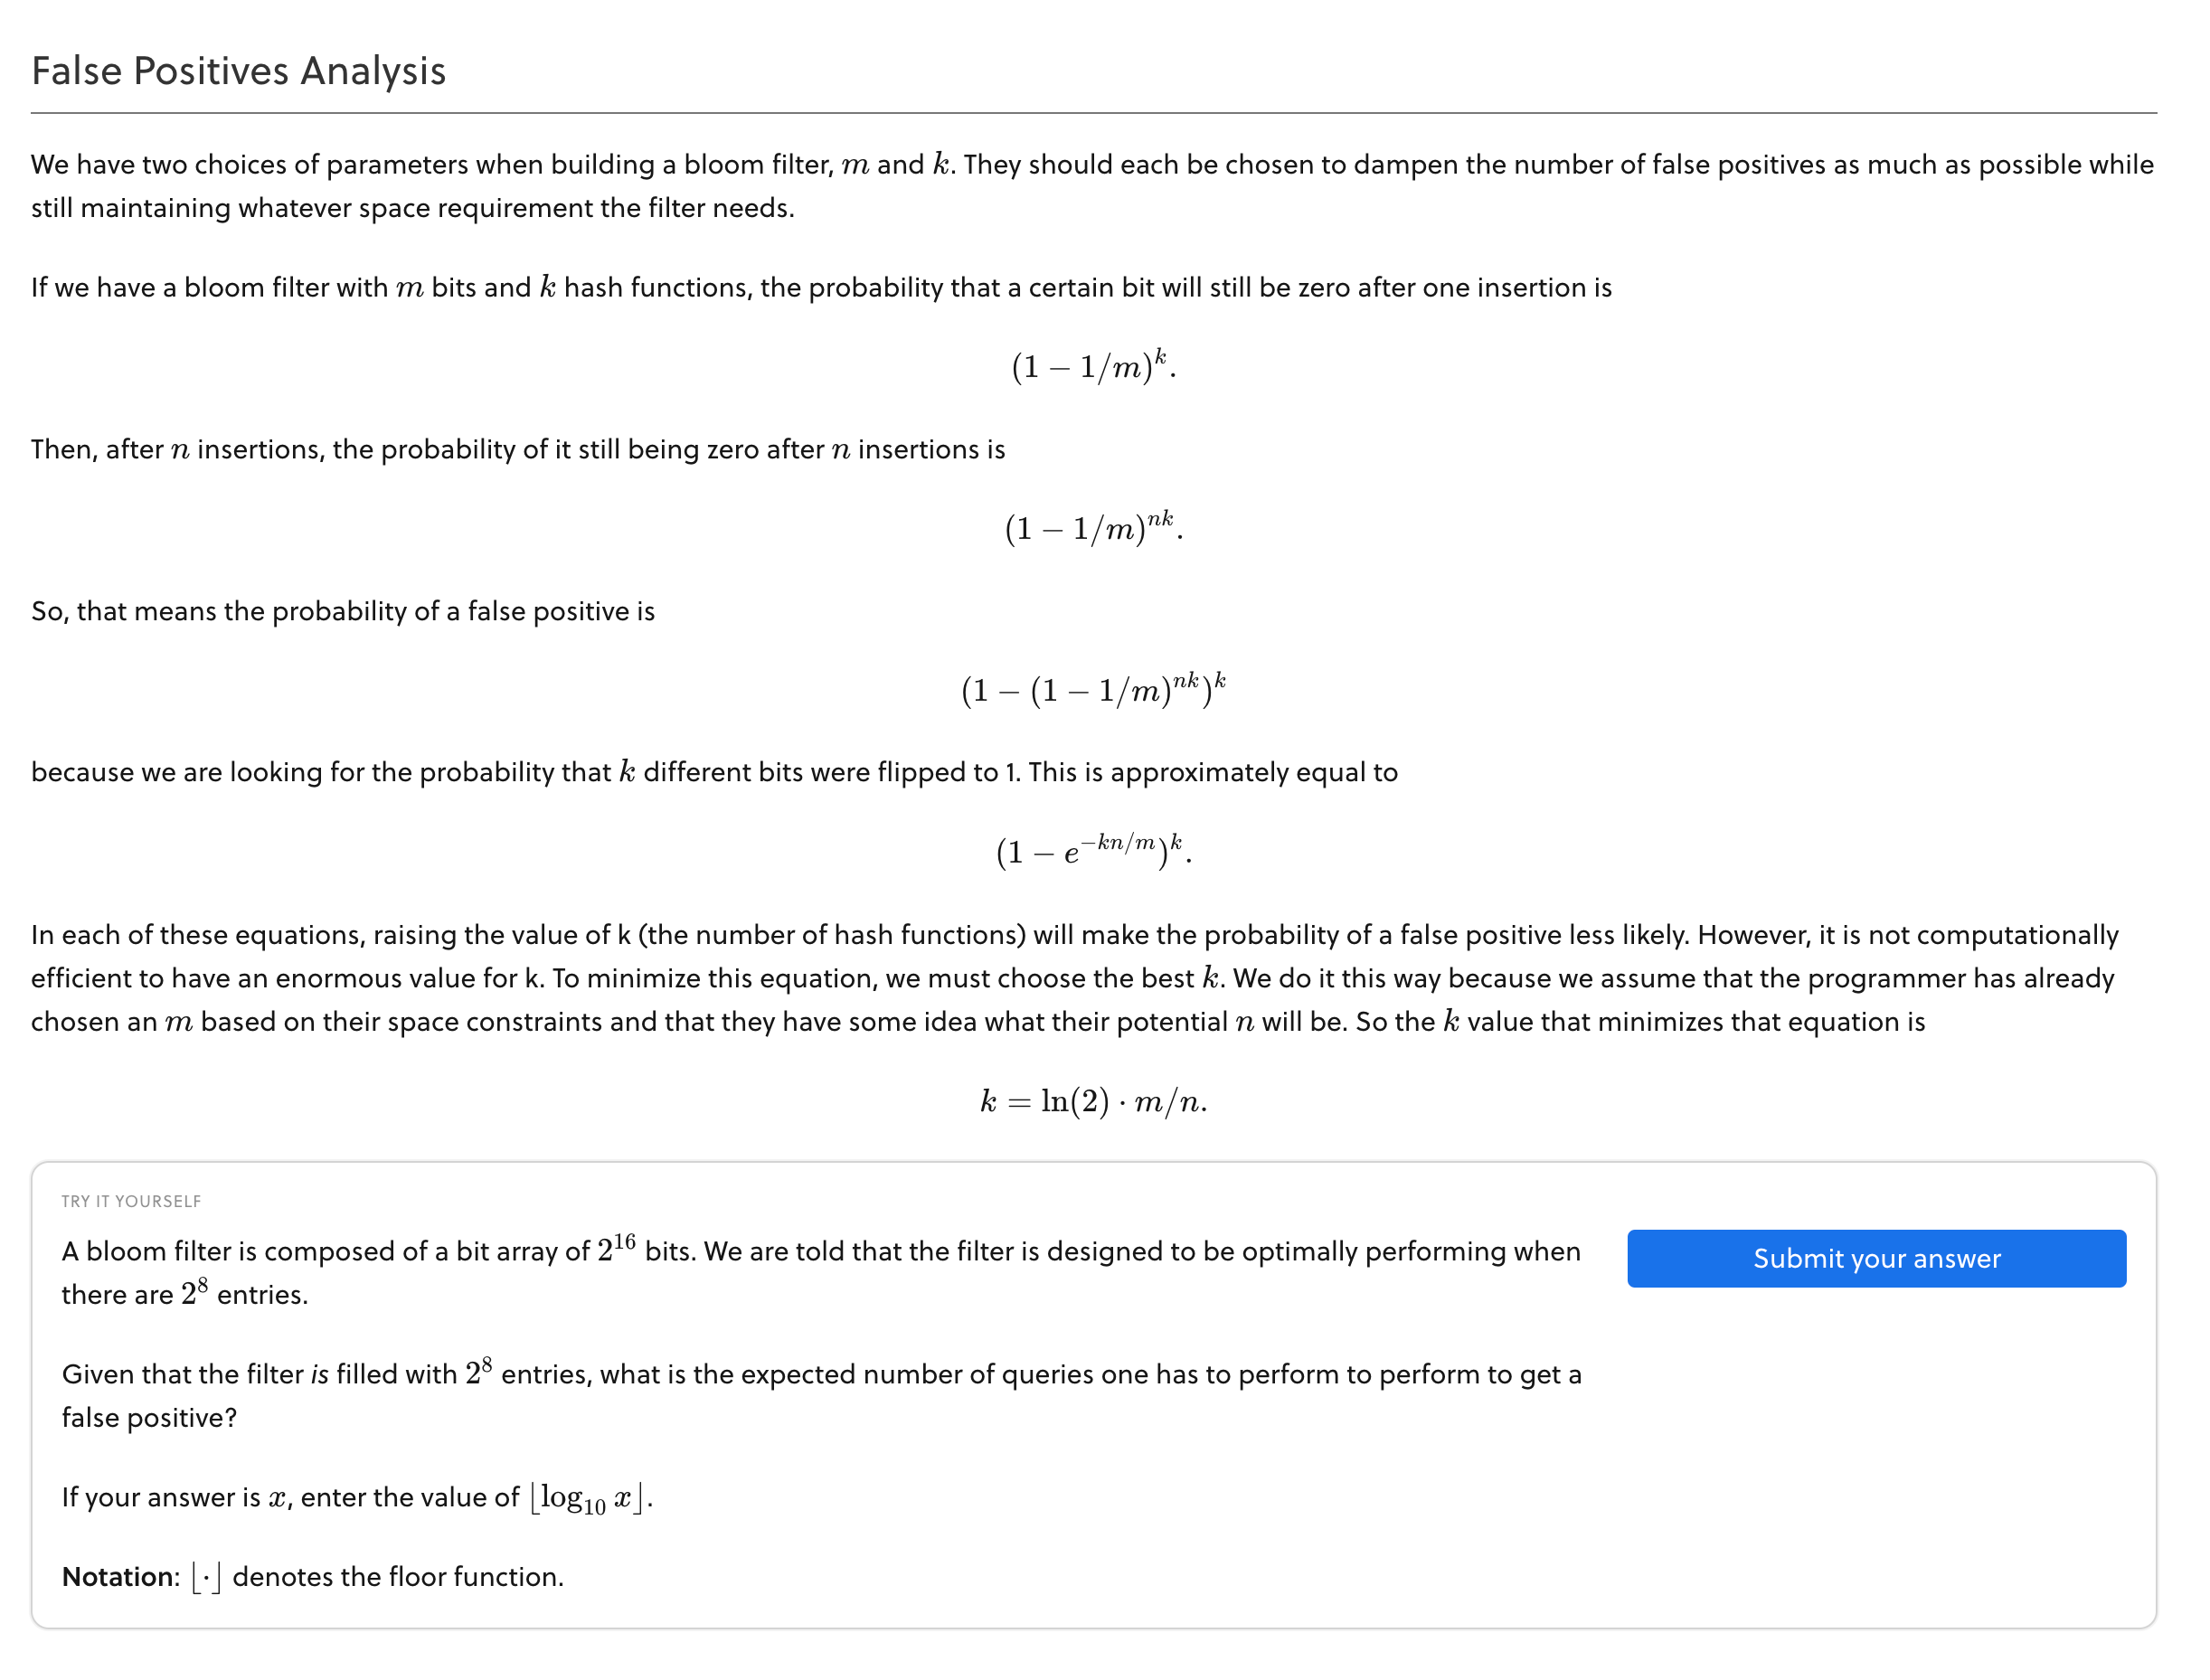 False Positives Analysis
We have two choices of parameters when building a bloom filter, m and k. They should each be chosen to dampen the number of false positives as much as possible while
still maintaining whatever space requirement the filter needs.
If we have a bloom filter with m bits and k hash functions, the probability that a certain bit will still be zero after one insertion is
(1 − 1/m)^k.
Then, after n insertions, the probability of it still being zero after n insertions is
(1 − 1/m)^{nk}.
So, that means the probability of a false positive is
(1 − (1 − 1/m)^{nk})^k
because we are looking for the probability that k different bits were flipped to 1. This is approximately equal to
(1 − e^{−kn/m})^k.
In each of these equations, raising the value of k (the number of hash functions) will make the probability of a false positive less likely. However, it is not computationally
efficient to have an enormous value for k. To minimize this equation, we must choose the best k. We do it this way because we assume that the programmer has already
chosen an m based on their space constraints and that they have some idea what their potential n will be. So the k value that minimizes that equation is
k = ln(2) · m/n.
TRY IT YOURSELF
A bloom filter is composed of a bit array of 2^{16} bits. We are told that the filter is designed to be optimally performing when
there are 2^8 entries.
Submit your answer
Given that the filter is filled with 2^8 entries, what is the expected number of queries one has to perform to perform to get a
false positive?
If your answer is x, enter the value of ⌊log_{10} x⌋.
Notation: ⌊·⌋ denotes the floor function.